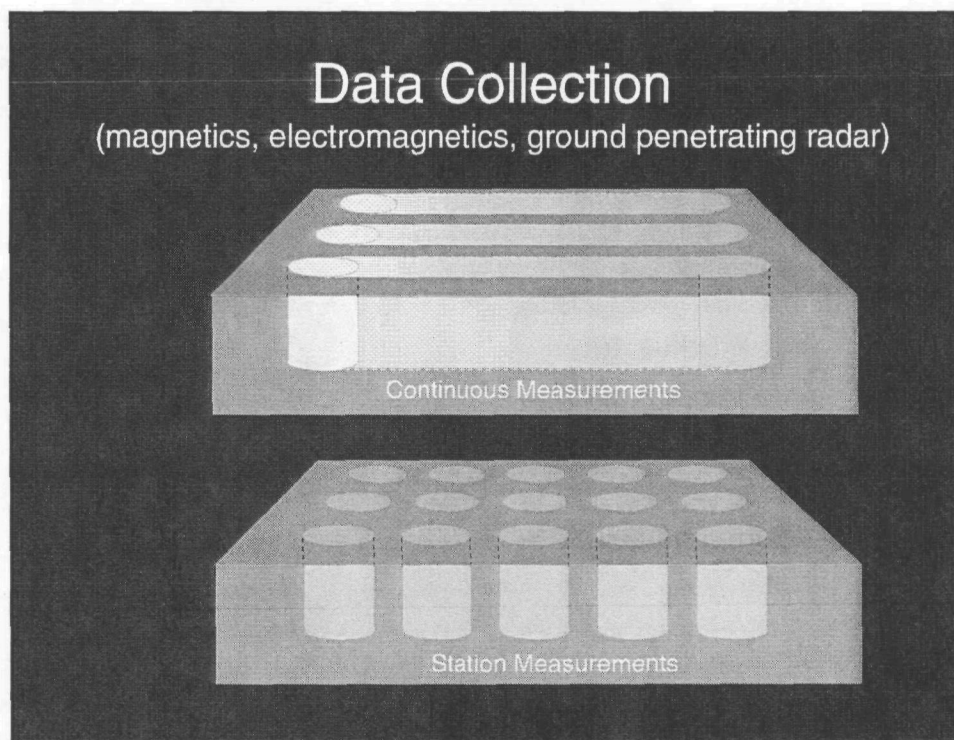 Data Collection
(magnetics, electromagnetics, ground penetrating radar)
Continuous Measurements
Station Measurements